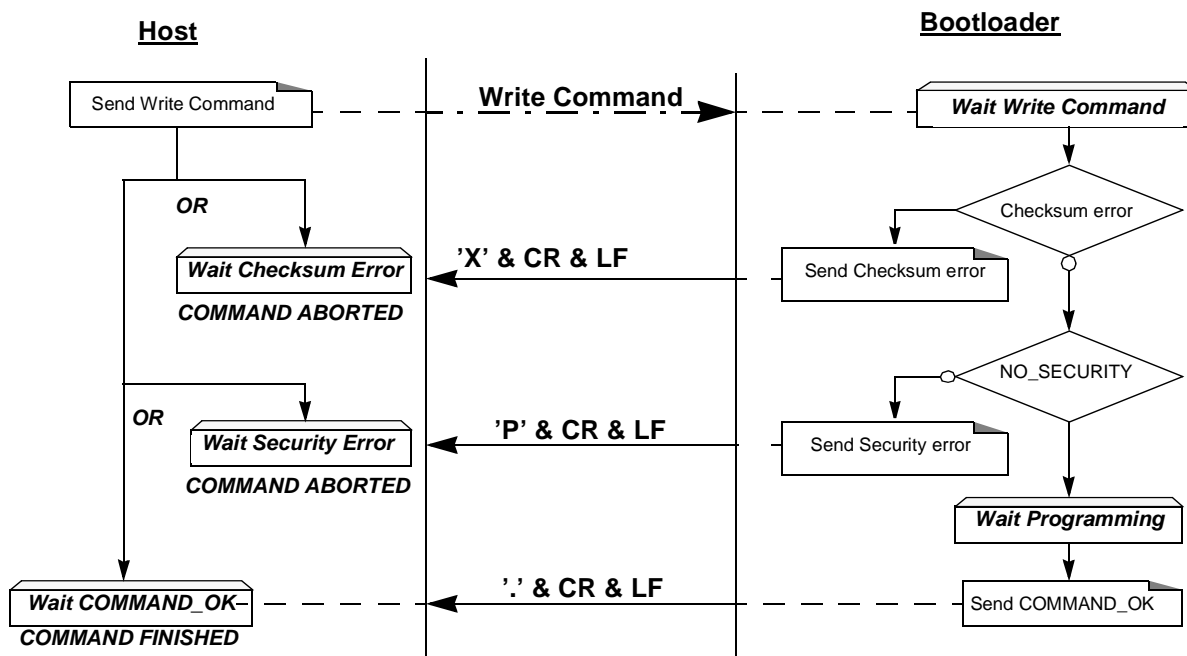 Host
Bootloader
Send Write Command
Write Command
Wait Write Command
OR
Checksum error
Wait Checksum Error
'X' & CR & LF
Send Checksum error
COMMAND ABORTED
NO_SECURITY
OR
Wait Security Error
'P' & CR & LF
Send Security error
COMMAND ABORTED
Wait Programming
Wait COMMAND_OK
'.' & CR & LF
Send COMMAND_OK
COMMAND FINISHED